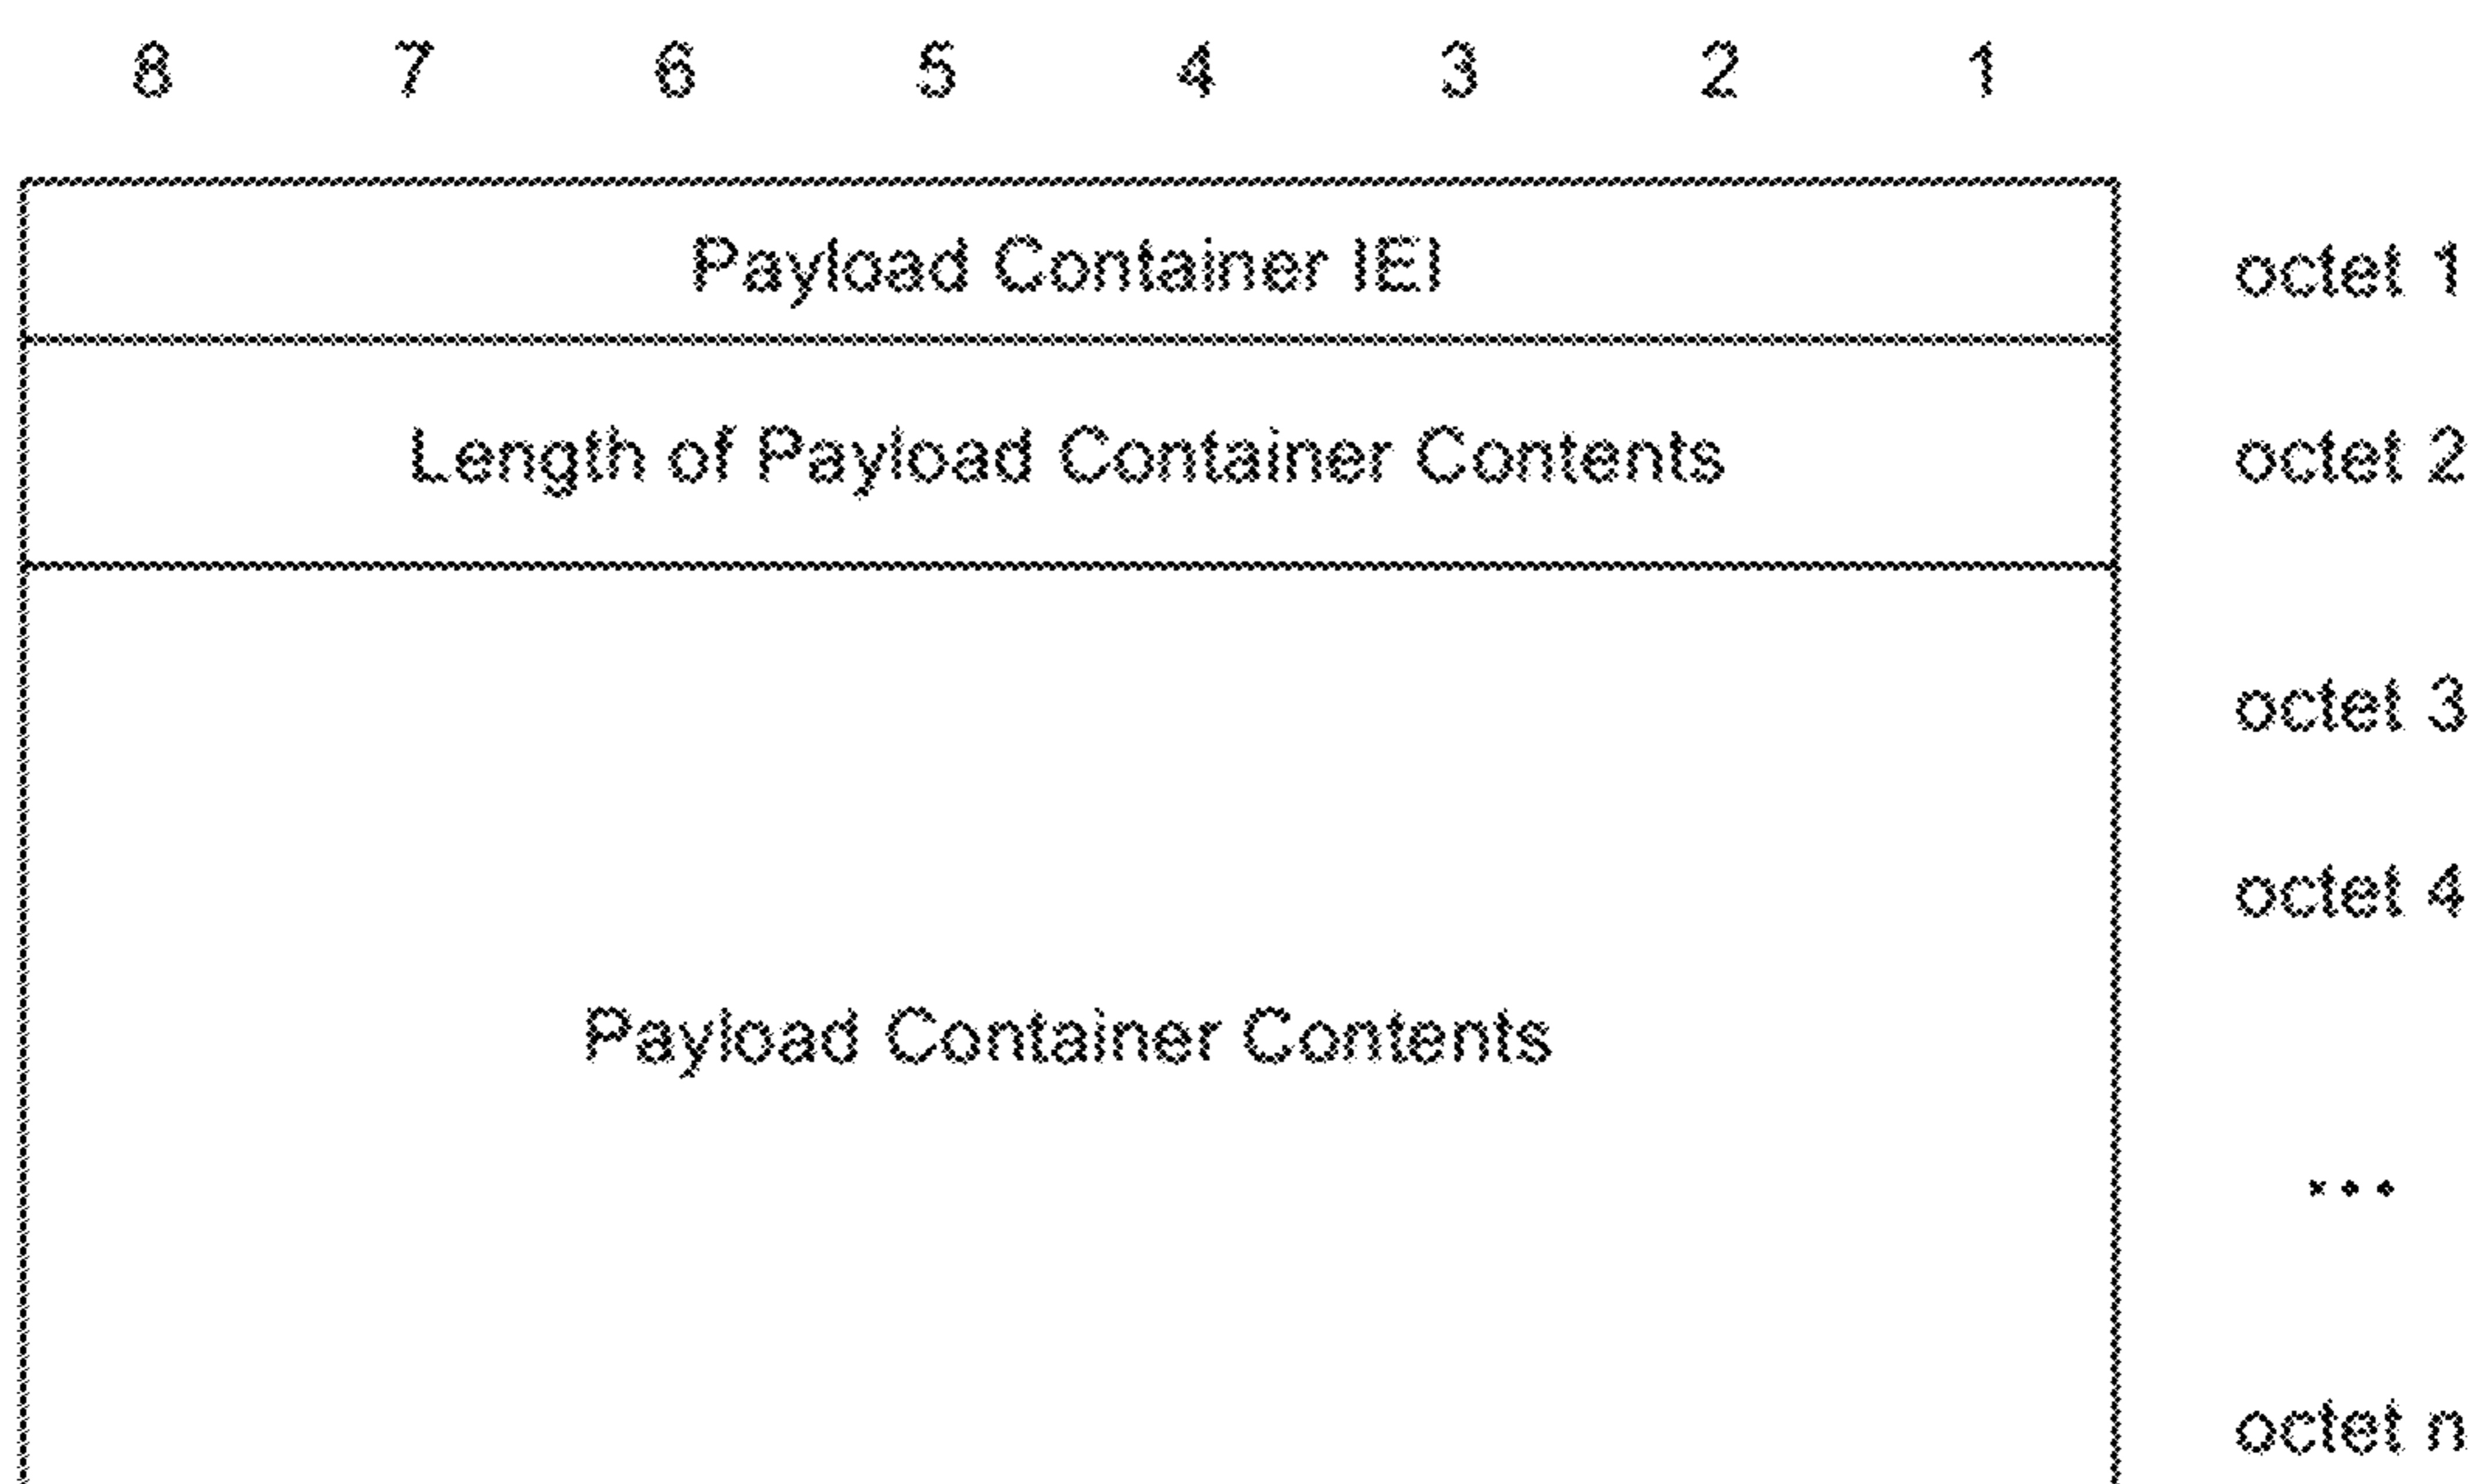 8 7 6 5 4 3 2 1
Payload Container IEI octet 1
Length of Payload Container Contents octet 2
octet 3
octet 4
Payload Container Contents
...
octet n